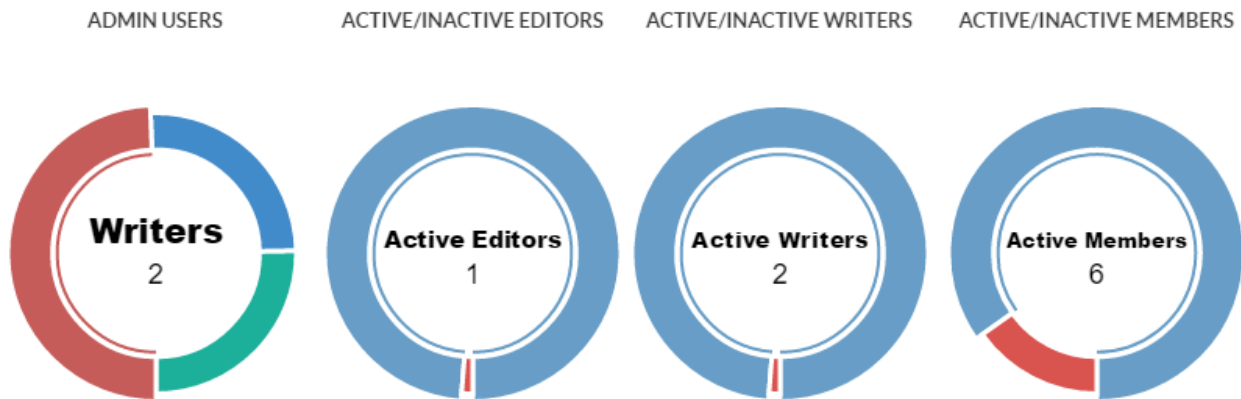 ADMIN USERS
ACTIVE/INACTIVE EDITORS
ACTIVE/INACTIVE WRITERS
ACTIVE/INACTIVE MEMBERS
Writers
2
Active Editors
1
Active Writers
2
Active Members
6